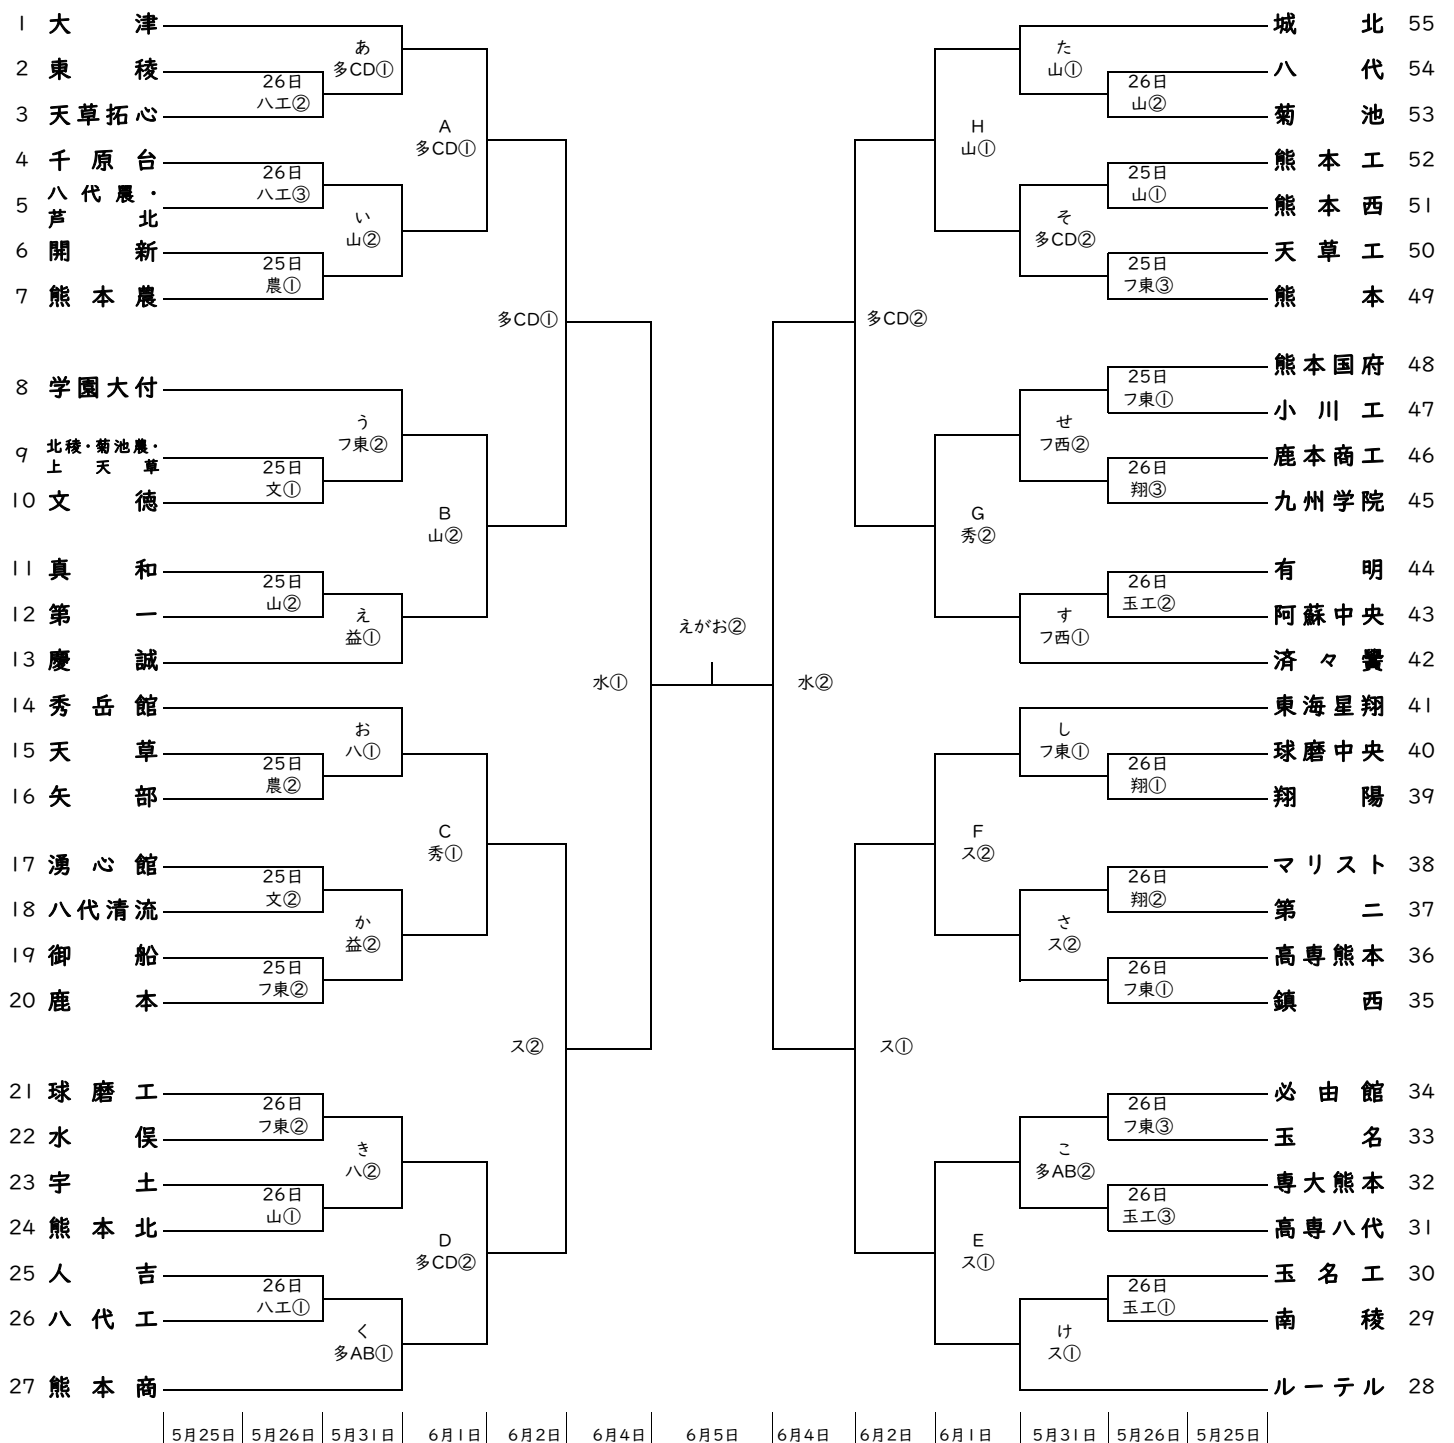 1 大津
2 東稜
3 天草拓心
4 千原台
5 八代農・
芦北
6 開新
7 熊本農
8 学園大付
9 北稜・菊池農・
上天草
10 文徳
11 真和
12 第一
13 慶誠
14 秀岳館
15 天草
16 矢部
17 湧心館
18 八代清流
19 御船
20 鹿本
21 球磨工
22 水俣
23 宇土
24 熊本北
25 人吉
26 八代工
27 熊本商
26日
八工②
26日
八工③
25日
農①
25日
文①
25日
山②
25日
農②
25日
文②
25日
フ東②
26日
フ東②
26日
山①
26日
八工①
あ
多CD①
い
山②
う
フ東②
え
益①
お
八①
か
益②
き
八②
く
多AB①
A
多CD①
B
山②
C
秀①
D
多CD②
多CD①
ス②
水①
えがお②
水②
多CD②
ス①
H
山①
G
秀②
F
ス②
E
ス①
た
山①
そ
多CD②
せ
フ西②
す
フ西①
し
フ東①
さ
ス②
こ
多AB②
け
ス①
26日
山②
25日
山①
25日
フ東③
25日
フ東①
26日
翔③
26日
玉工②
26日
翔①
26日
翔②
26日
フ東①
26日
フ東③
26日
玉工③
26日
玉工①
城北 55
八代 54
菊池 53
熊本工 52
熊本西 51
天草工 50
熊本 49
熊本国府 48
小川工 47
鹿本商工 46
九州学院 45
有明 44
阿蘇中央 43
済々黌 42
東海星翔 41
球磨中央 40
翔陽 39
マリスト 38
第二 37
高専熊本 36
鎮西 35
必由館 34
玉名 33
専大熊本 32
高専八代 31
玉名工 30
南稜 29
ルーテル 28
5月25日 5月26日 5月31日 6月1日 6月2日 6月4日 6月5日 6月4日 6月2日 6月1日 5月31日 5月26日 5月25日